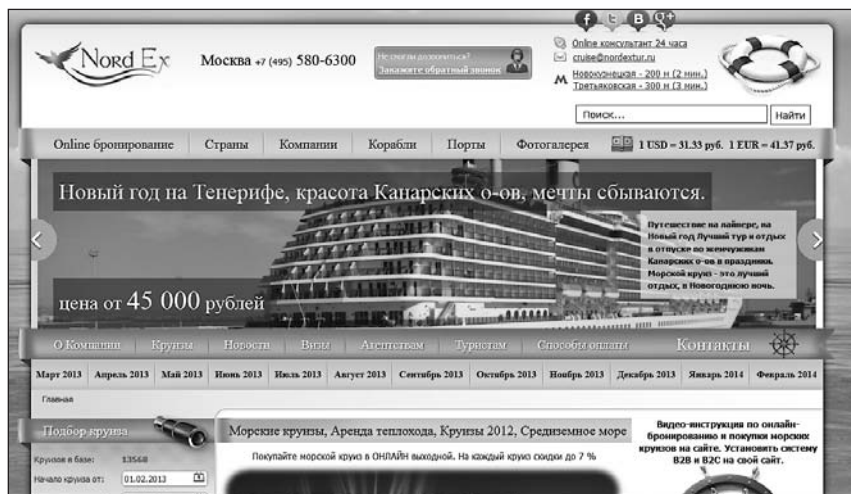 Nord Ex
Москва +7 (495) 580-6300
Не смогли дозвониться?
Закажите обратный звонок
f t B g+
Online консультант 24 часа
cruise@nordextur.ru
М Новокузнецкая - 200 м (2 мин.)
Третьяковская - 300 м (3 мин.)
Поиск...
Найти
Online бронирование Страны Компании Корабли Порты Фотогалерея 1 USD = 31.33 руб. 1 EUR = 41.37 руб.
Новый год на Тенерифе, красота Канарских о-ов, мечты сбываются.
Путешествие на лайнере, на
Новый год Лучший тур и отдых
в отпуске по жемчужинам
Канарских о-ов в праздники.
Морской круиз - это лучший
отдых, в Новогоднюю ночь.
цена от 45 000 рублей
О Компании Круизы Новости Визы Агентствам Туристам Способы оплаты Контакты
Март 2013 Апрель 2013 Май 2013 Июнь 2013 Июль 2013 Август 2013 Сентябрь 2013 Октябрь 2013 Ноябрь 2013 Декабрь 2013 Январь 2014 Февраль 2014
Главная
Подбор круиза
Круизов в базе: 13568
Начало круиза от: 01.02.2013
Морские круизы, Аренда теплохода, Круизы 2012, Средиземное море
Покупайте морской круиз в ОНЛАЙН выходной. На каждый круиз скидки до 7 %
Видео-инструкция по онлайн-
бронированию и покупки морских
круизов на сайте. Установить систему
B2B и B2C на свой сайт.